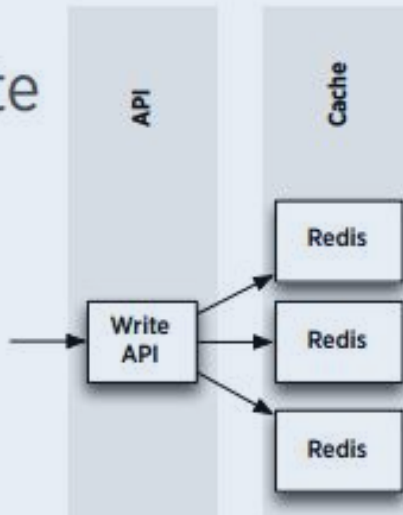 te
API
Cache
Redis
Write
API
Redis
Redis